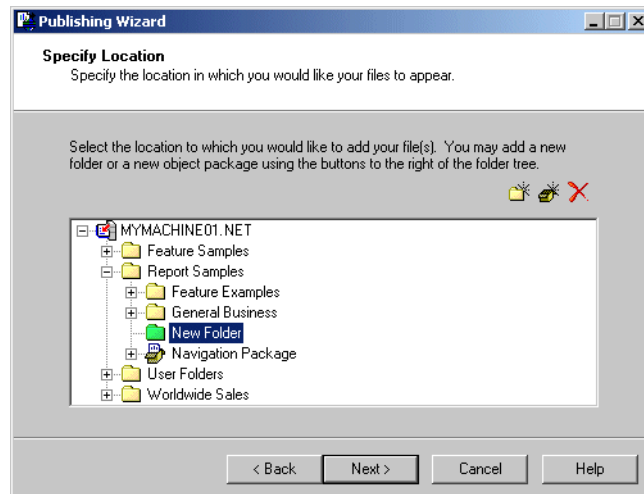 Publishing Wizard
Specify Location
Specify the location in which you would like your files to appear.
Select the location to which you would like to add your file(s). You may add a new
folder or a new object package using the buttons to the right of the folder tree.
MYMACHINE01.NET
Feature Samples
Report Samples
Feature Examples
General Business
New Folder
Navigation Package
User Folders
Worldwide Sales
< Back Next > Cancel Help